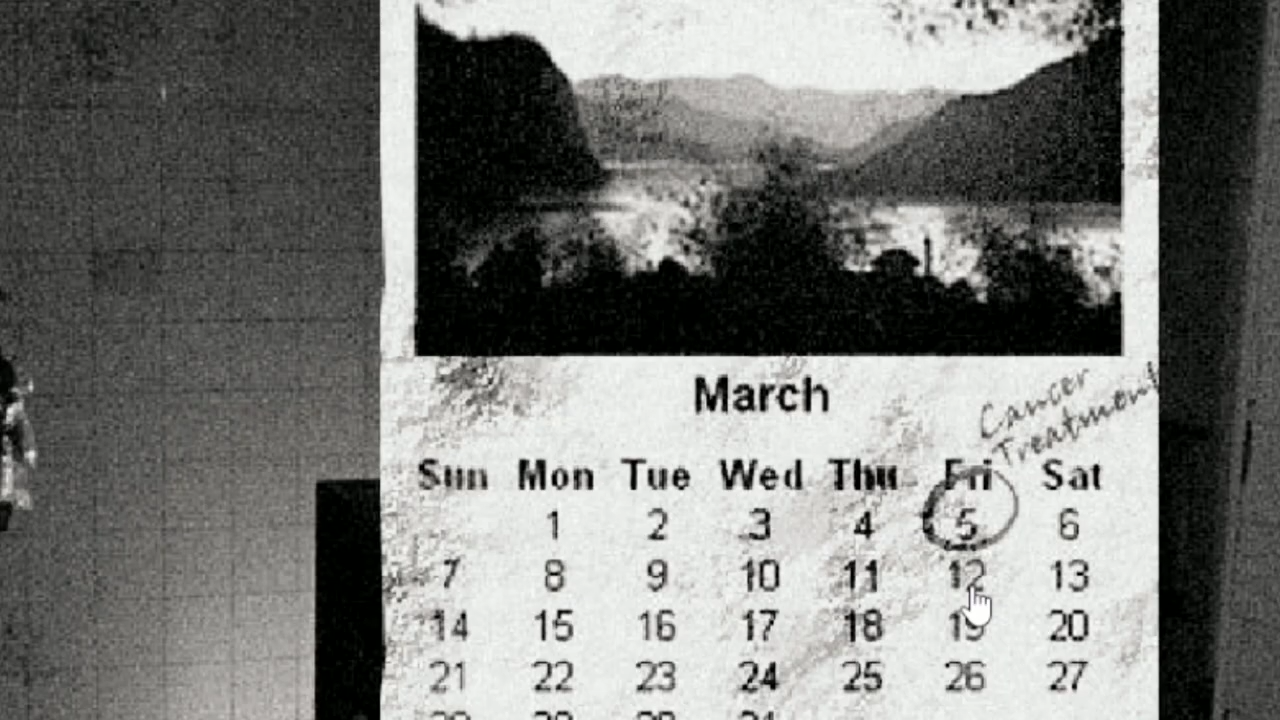 March
Cancer
Treatment
Sun Mon Tue Wed Thu Fri Sat
1 2 3 4 5 6
7 8 9 10 11 12 13
14 15 16 17 18 19 20
21 22 23 24 25 26 27